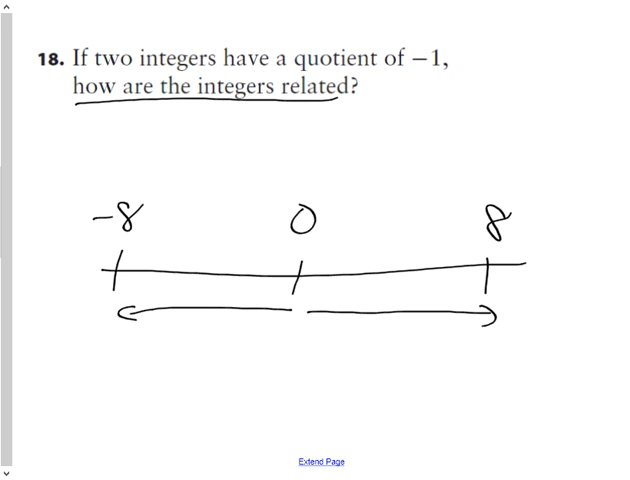 18. If two integers have a quotient of −1,
how are the integers related?
-8 0 8
Extend Page